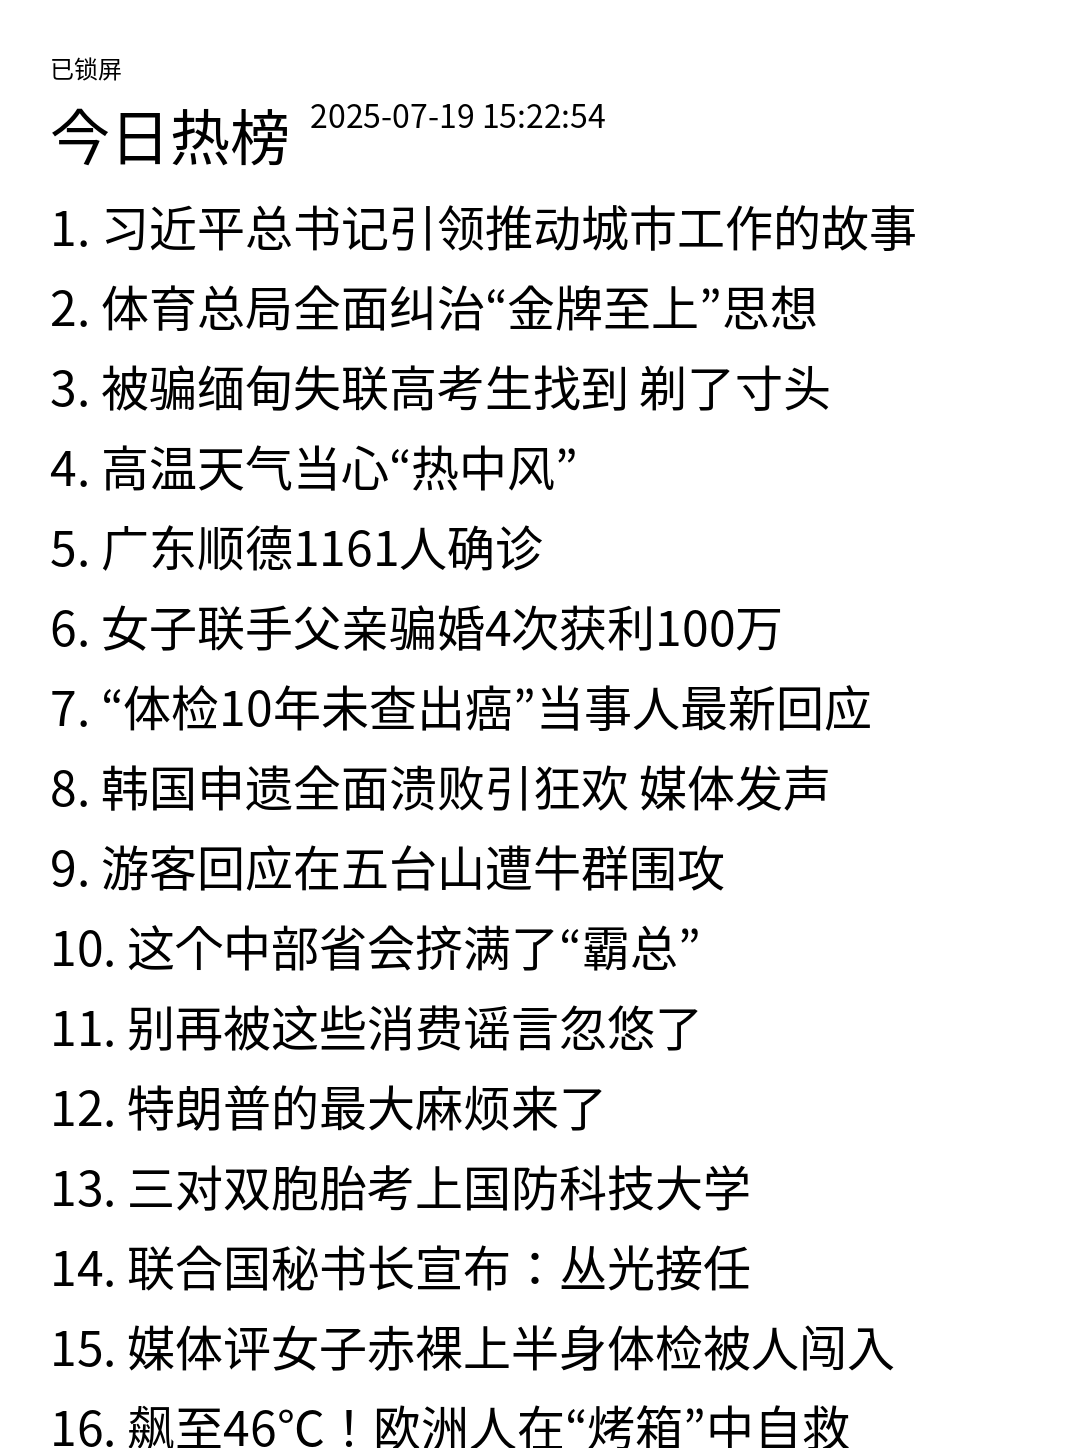 已锁屏
今日热榜 2025-07-19 15:22:54
1. 习近平总书记引领推动城市工作的故事
2. 体育总局全面纠治“金牌至上”思想
3. 被骗缅甸失联高考生找到 剃了寸头
4. 高温天气当心“热中风”
5. 广东顺德1161人确诊
6. 女子联手父亲骗婚4次获利100万
7. “体检10年未查出癌”当事人最新回应
8. 韩国申遗全面溃败引狂欢 媒体发声
9. 游客回应在五台山遭牛群围攻
10. 这个中部省会挤满了“霸总”
11. 别再被这些消费谣言忽悠了
12. 特朗普的最大麻烦来了
13. 三对双胞胎考上国防科技大学
14. 联合国秘书长宣布：丛光接任
15. 媒体评女子赤裸上半身体检被人闯入
16. 飙至46℃！欧洲人在“烤箱”中自救